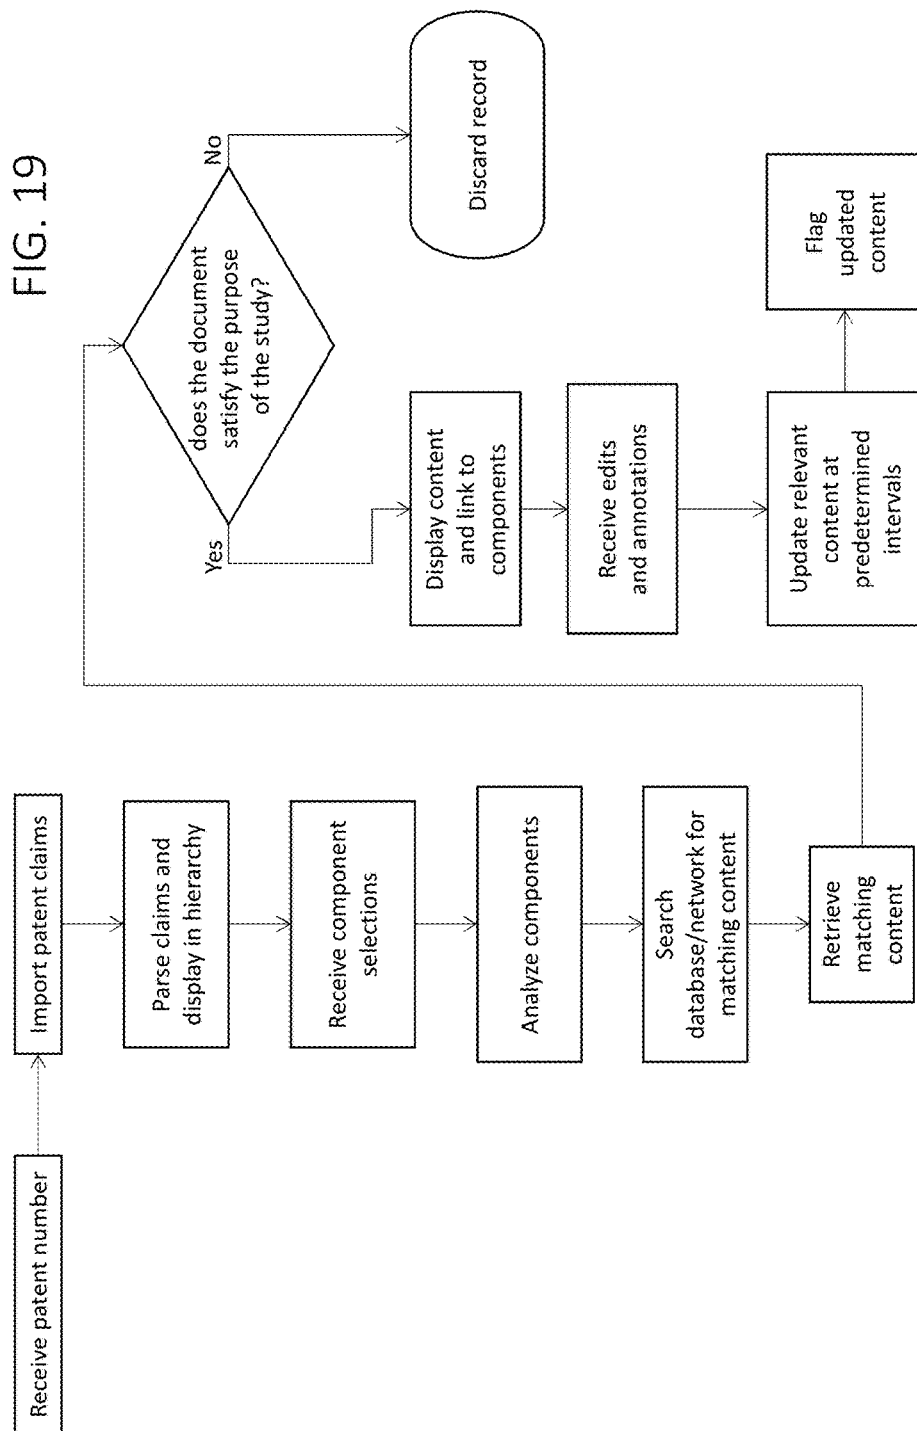 FIG. 19
Receive patent number
Import patent claims
Parse claims and
display in hierarchy
Receive component
selections
Analyze components
Search
database/network for
matching content
Retrieve
matching
content
does the document
satisfy the purpose
of the study?
Yes
No
Discard record
Display content
and link to
components
Receive edits
and annotations
Update relevant
content at
predetermined
intervals
Flag
updated
content